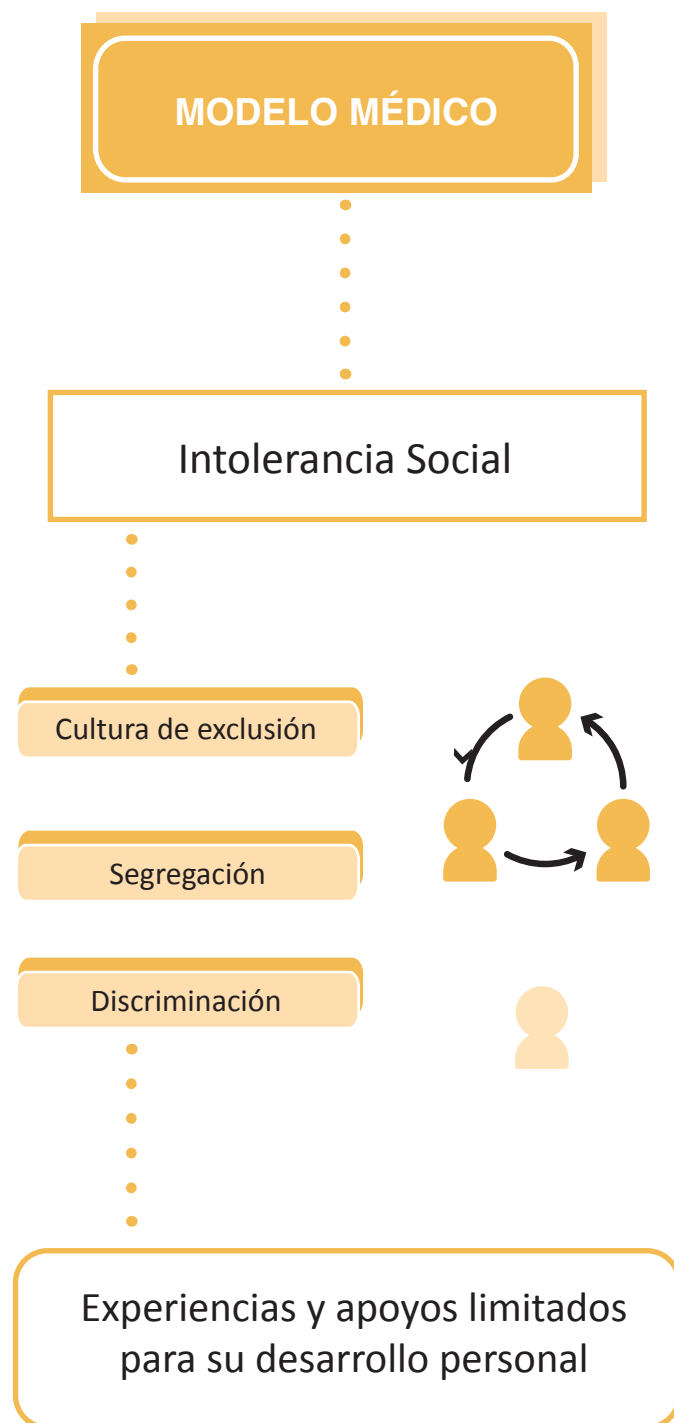 MODELO MÉDICO
Intolerancia Social
Cultura de exclusión
Segregación
Discriminación
Experiencias y apoyos limitados
para su desarrollo personal